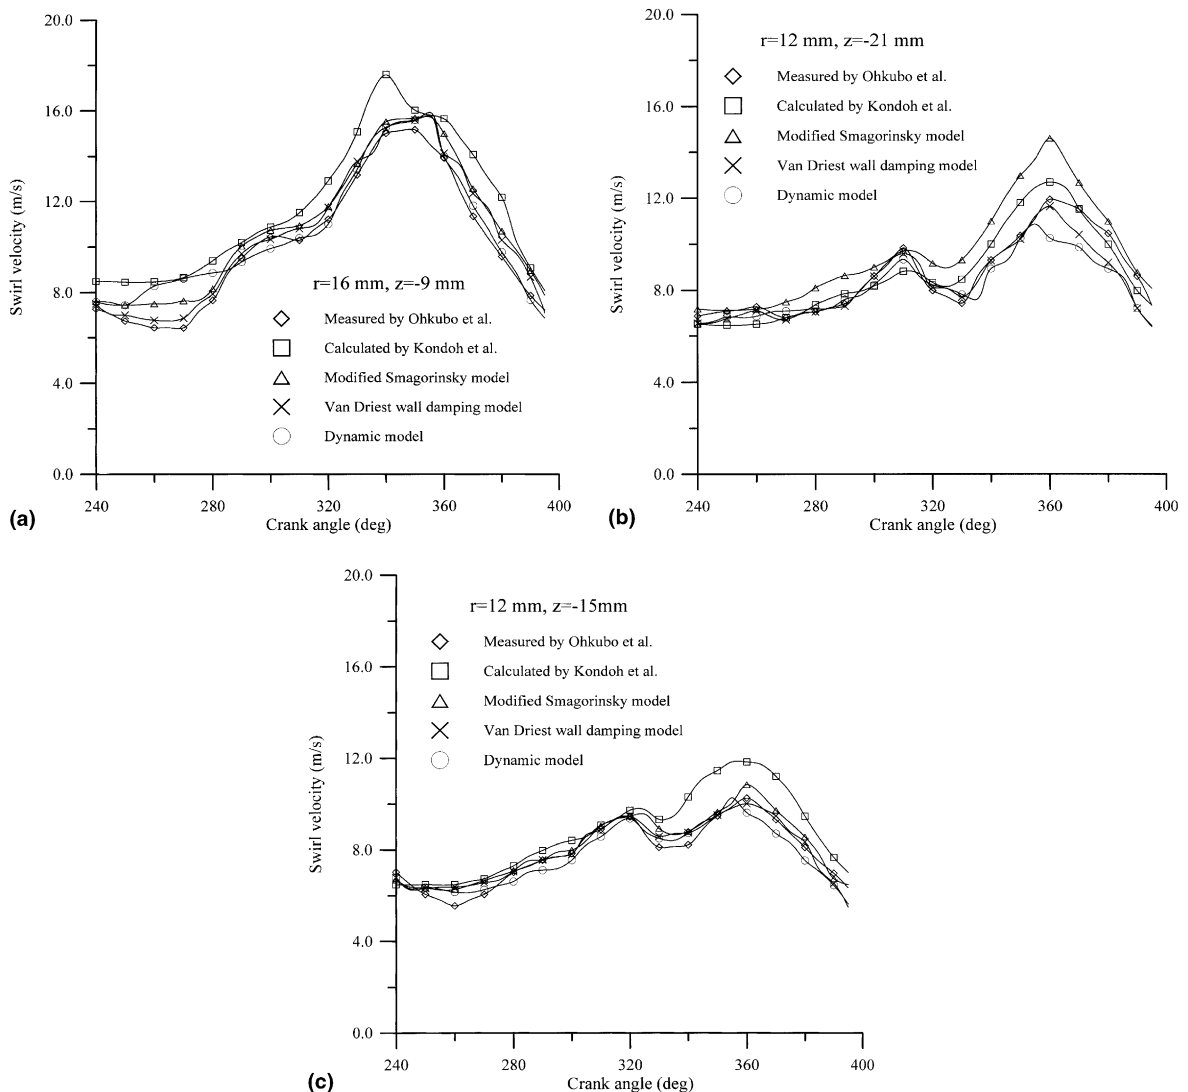 20.0
16.0
12.0
8.0
4.0
0.0
Swirl velocity (m/s)
r=16 mm, z=-9 mm
Measured by Ohkubo et al.
Calculated by Kondoh et al.
Modified Smagorinsky model
Van Driest wall damping model
Dynamic model
240
280
320
360
400
Crank angle (deg)
(a)
20.0
16.0
12.0
8.0
4.0
0.0
Swirl velocity (m/s)
r=12 mm, z=-21 mm
Measured by Ohkubo et al.
Calculated by Kondoh et al.
Modified Smagorinsky model
Van Driest wall damping model
Dynamic model
240
280
320
360
400
Crank angle (deg)
(b)
20.0
16.0
12.0
8.0
4.0
0.0
Swirl velocity (m/s)
r=12 mm, z=-15mm
Measured by Ohkubo et al.
Calculated by Kondoh et al.
Modified Smagorinsky model
Van Driest wall damping model
Dynamic model
240
280
320
360
400
Crank angle (deg)
(c)